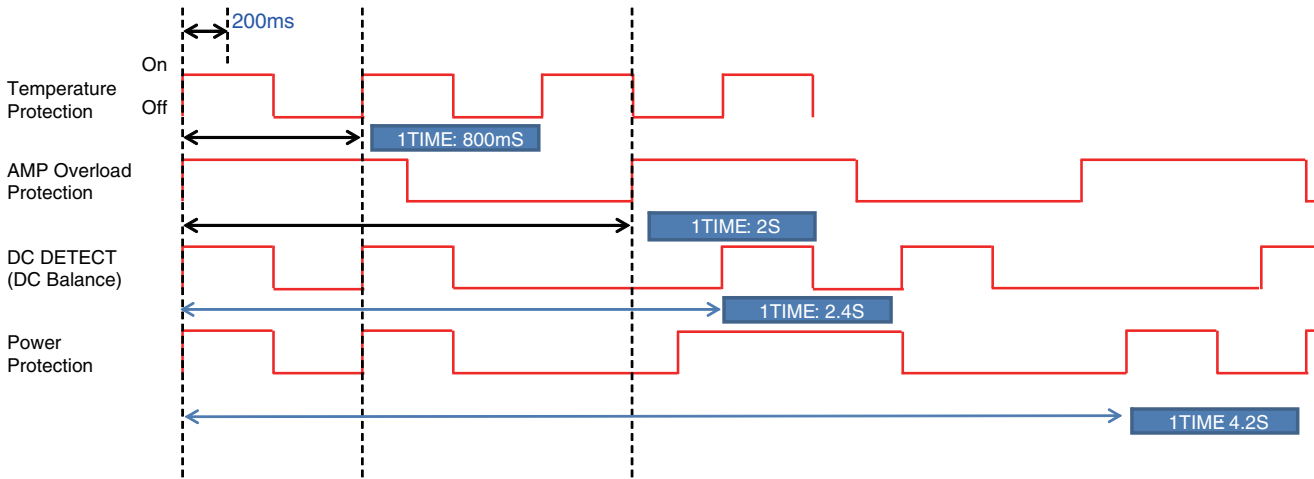 200ms
On
Temperature
Protection
Off
1TIME: 800mS
AMP Overload
Protection
1TIME: 2S
DC DETECT
(DC Balance)
1TIME: 2.4S
Power
Protection
1TIME 4.2S